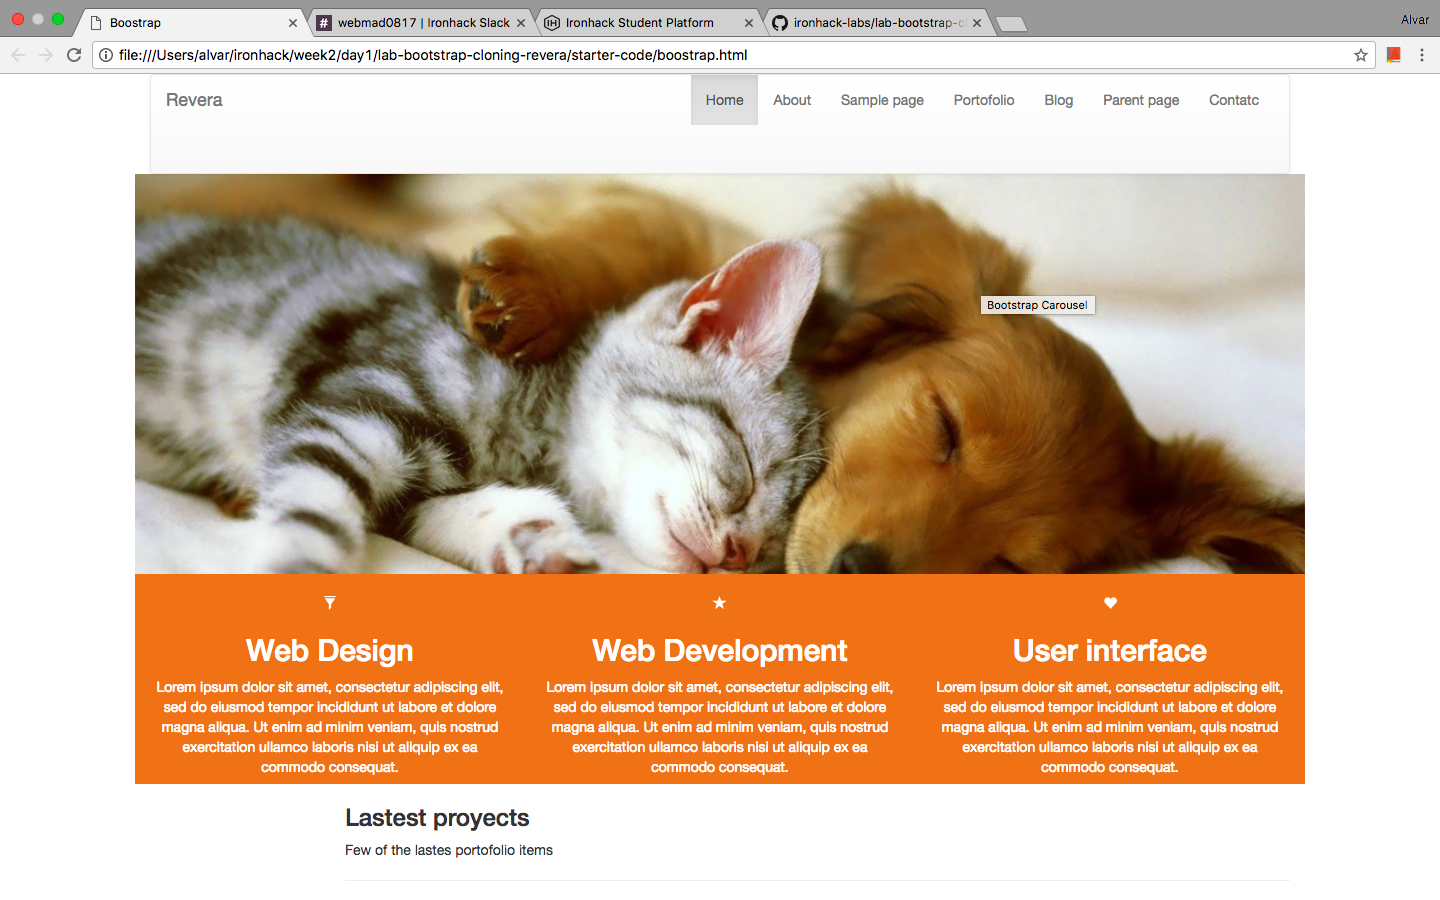 Boostrap
webmad0817 | Ironhack Slack
Ironhack Student Platform
ironhack-labs/lab-bootstrap-c
Alvar
file:///Users/alvar/ironhack/week2/day1/lab-bootstrap-cloning-revera/starter-code/boostrap.html
Revera
Home
About
Sample page
Portofolio
Blog
Parent page
Contatc
Bootstrap Carousel
Web Design
Lorem ipsum dolor sit amet, consectetur adipiscing elit,
sed do eiusmod tempor incididunt ut labore et dolore
magna aliqua. Ut enim ad minim veniam, quis nostrud
exercitation ullamco laboris nisi ut aliquip ex ea
commodo consequat.
Web Development
Lorem ipsum dolor sit amet, consectetur adipiscing elit,
sed do eiusmod tempor incididunt ut labore et dolore
magna aliqua. Ut enim ad minim veniam, quis nostrud
exercitation ullamco laboris nisi ut aliquip ex ea
commodo consequat.
User interface
Lorem ipsum dolor sit amet, consectetur adipiscing elit,
sed do eiusmod tempor incididunt ut labore et dolore
magna aliqua. Ut enim ad minim veniam, quis nostrud
exercitation ullamco laboris nisi ut aliquip ex ea
commodo consequat.
Lastest proyects
Few of the lastes portofolio items